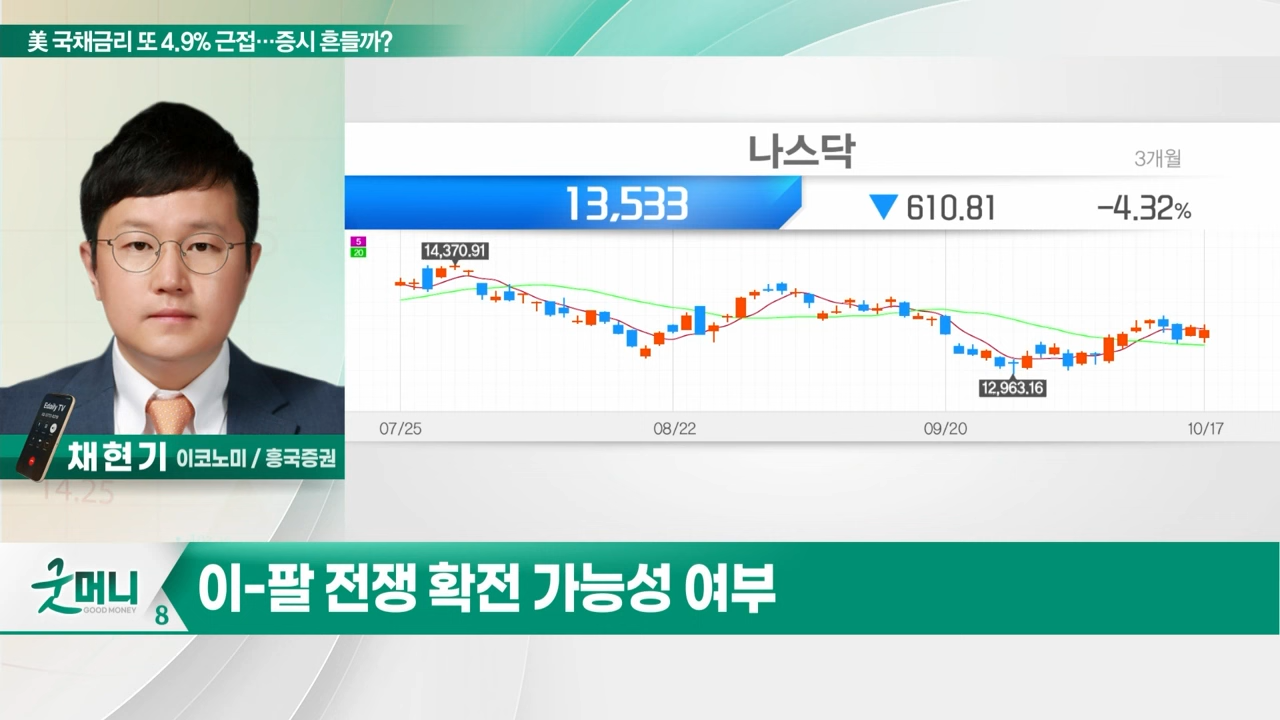 美 국채금리 또 4.9% 근접…증시 흔들까?
나스닥
3개월
13,533
▼ 610.81
-4.32%
5
20
14,370.91
12,963.16
07/25
08/22
09/20
10/17
Edaily TV
채현기 이코노미 / 흥국증권
14.25
굿머니
GOOD MONEY
8
이-팔 전쟁 확전 가능성 여부